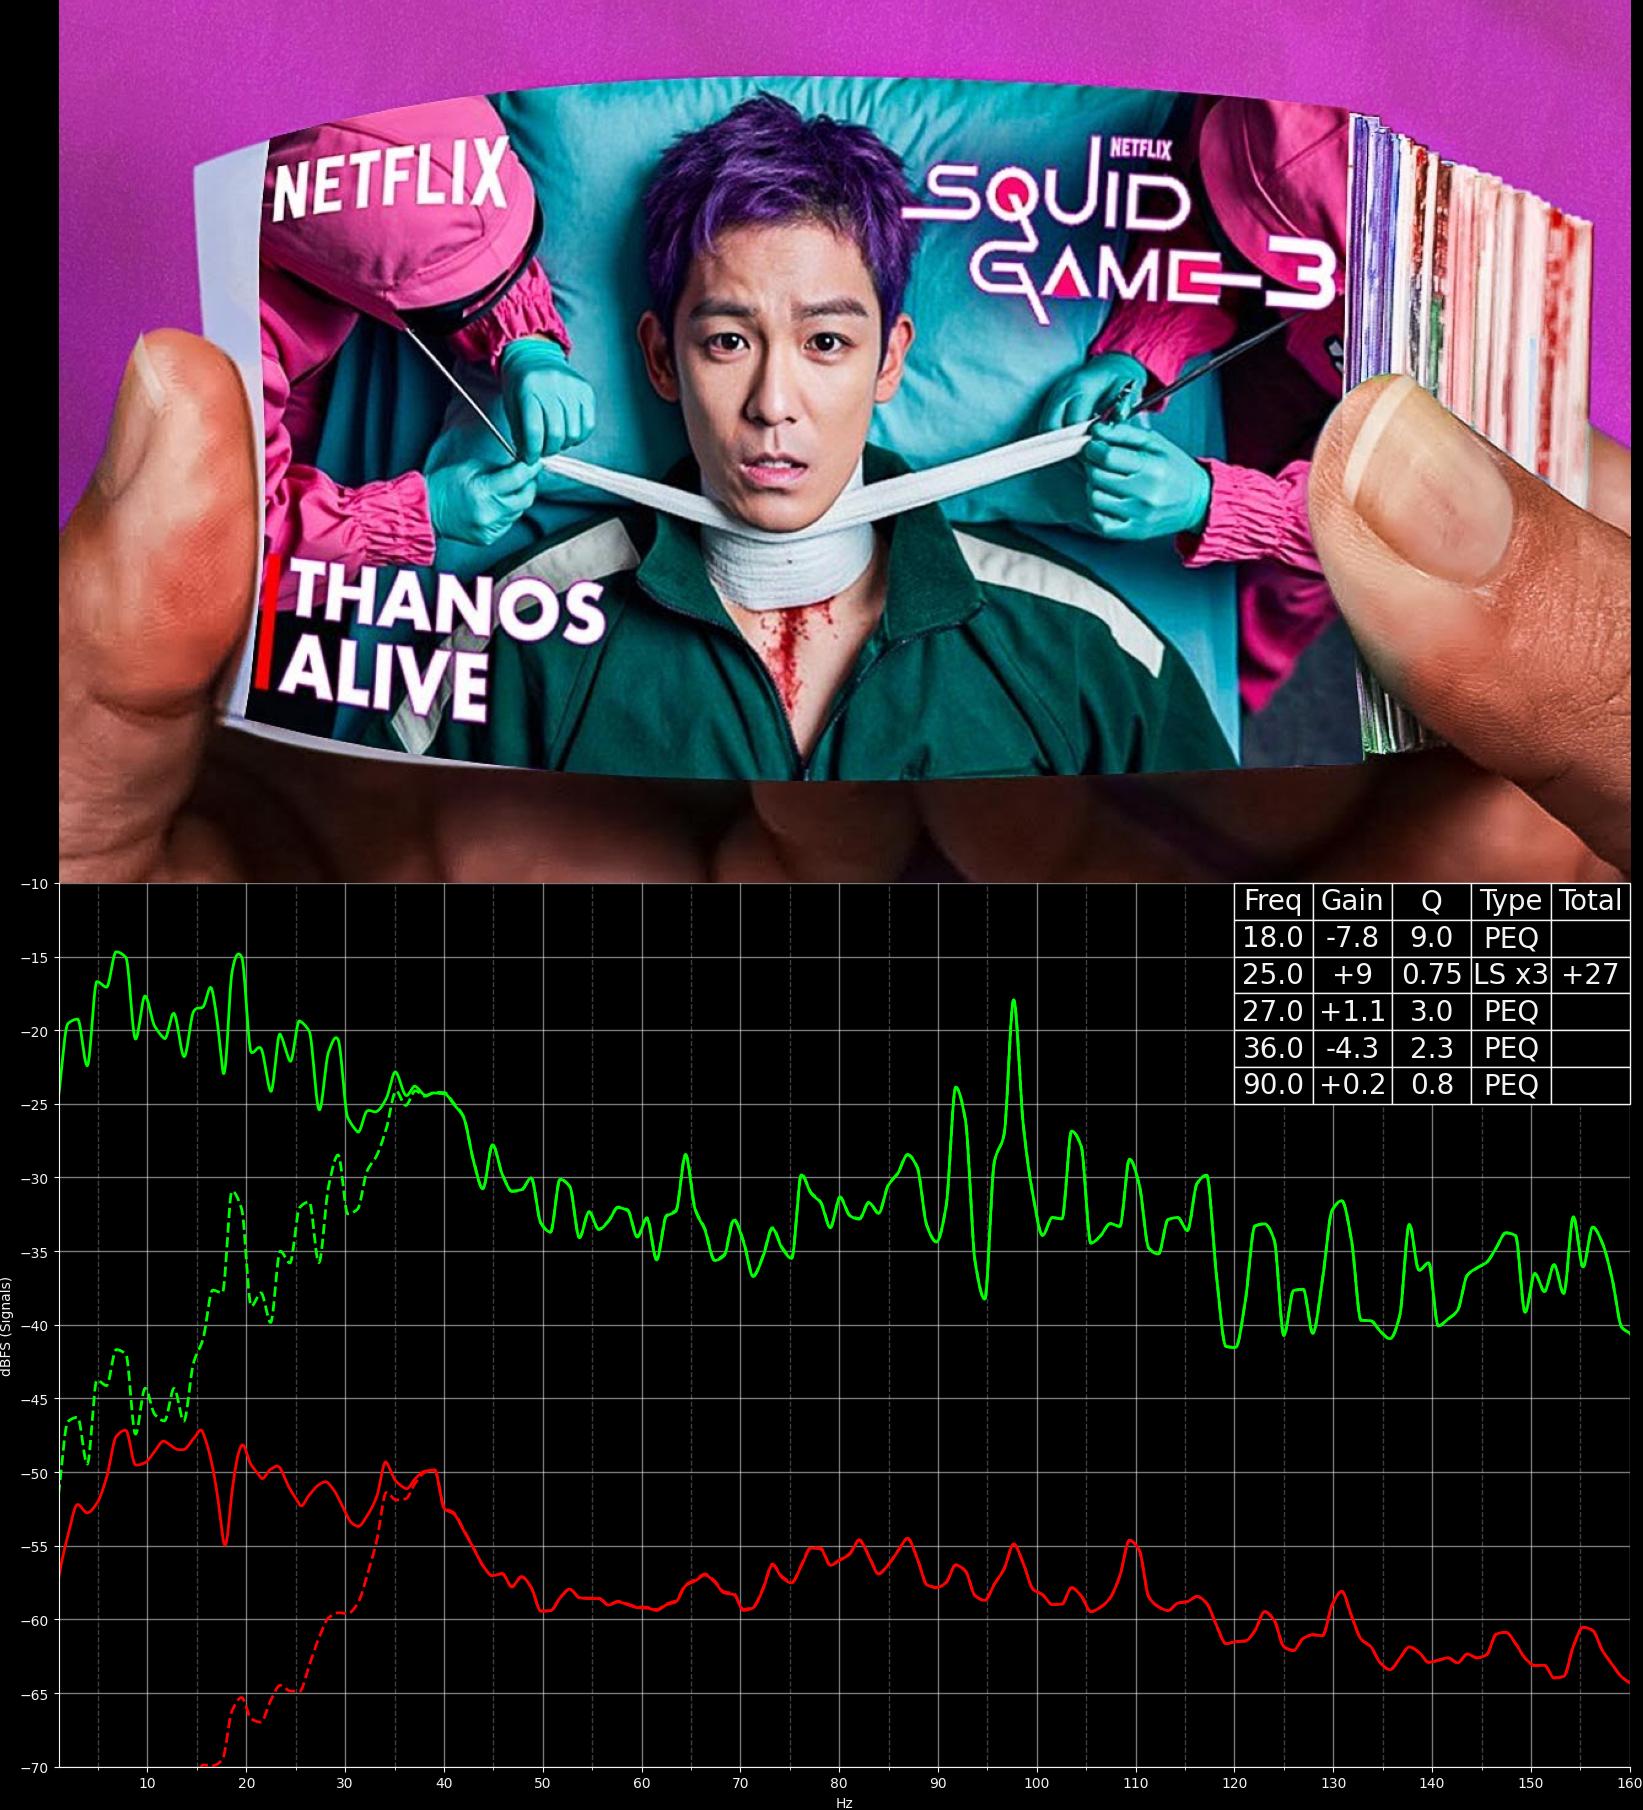 NETFLIX
NETFLIX
SQUID
GAME 3
THANOS
ALIVE
Freq Gain Q Type Total
18.0 -7.8 9.0 PEQ
25.0 +9 0.75 LS x3 +27
27.0 +1.1 3.0 PEQ
36.0 -4.3 2.3 PEQ
90.0 +0.2 0.8 PEQ
−10
−15
−20
−25
−30
−35
−40
−45
−50
−55
−60
−65
−70
dBFS (Signals)
10 20 30 40 50 60 70 80 90 100 110 120 130 140 150 160
Hz